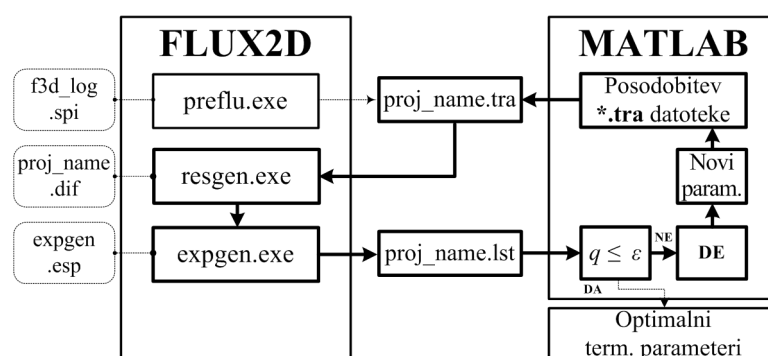 FLUX2D
MATLAB
f3d_log
.spi
preflu.exe
proj_name.tra
Posodobitev
*.tra datoteke
proj_name
.dif
resgen.exe
Novi
param.
expgen
.esp
expgen.exe
proj_name.lst
q ≤ ε
NE
DE
DA
Optimalni
term. parameteri